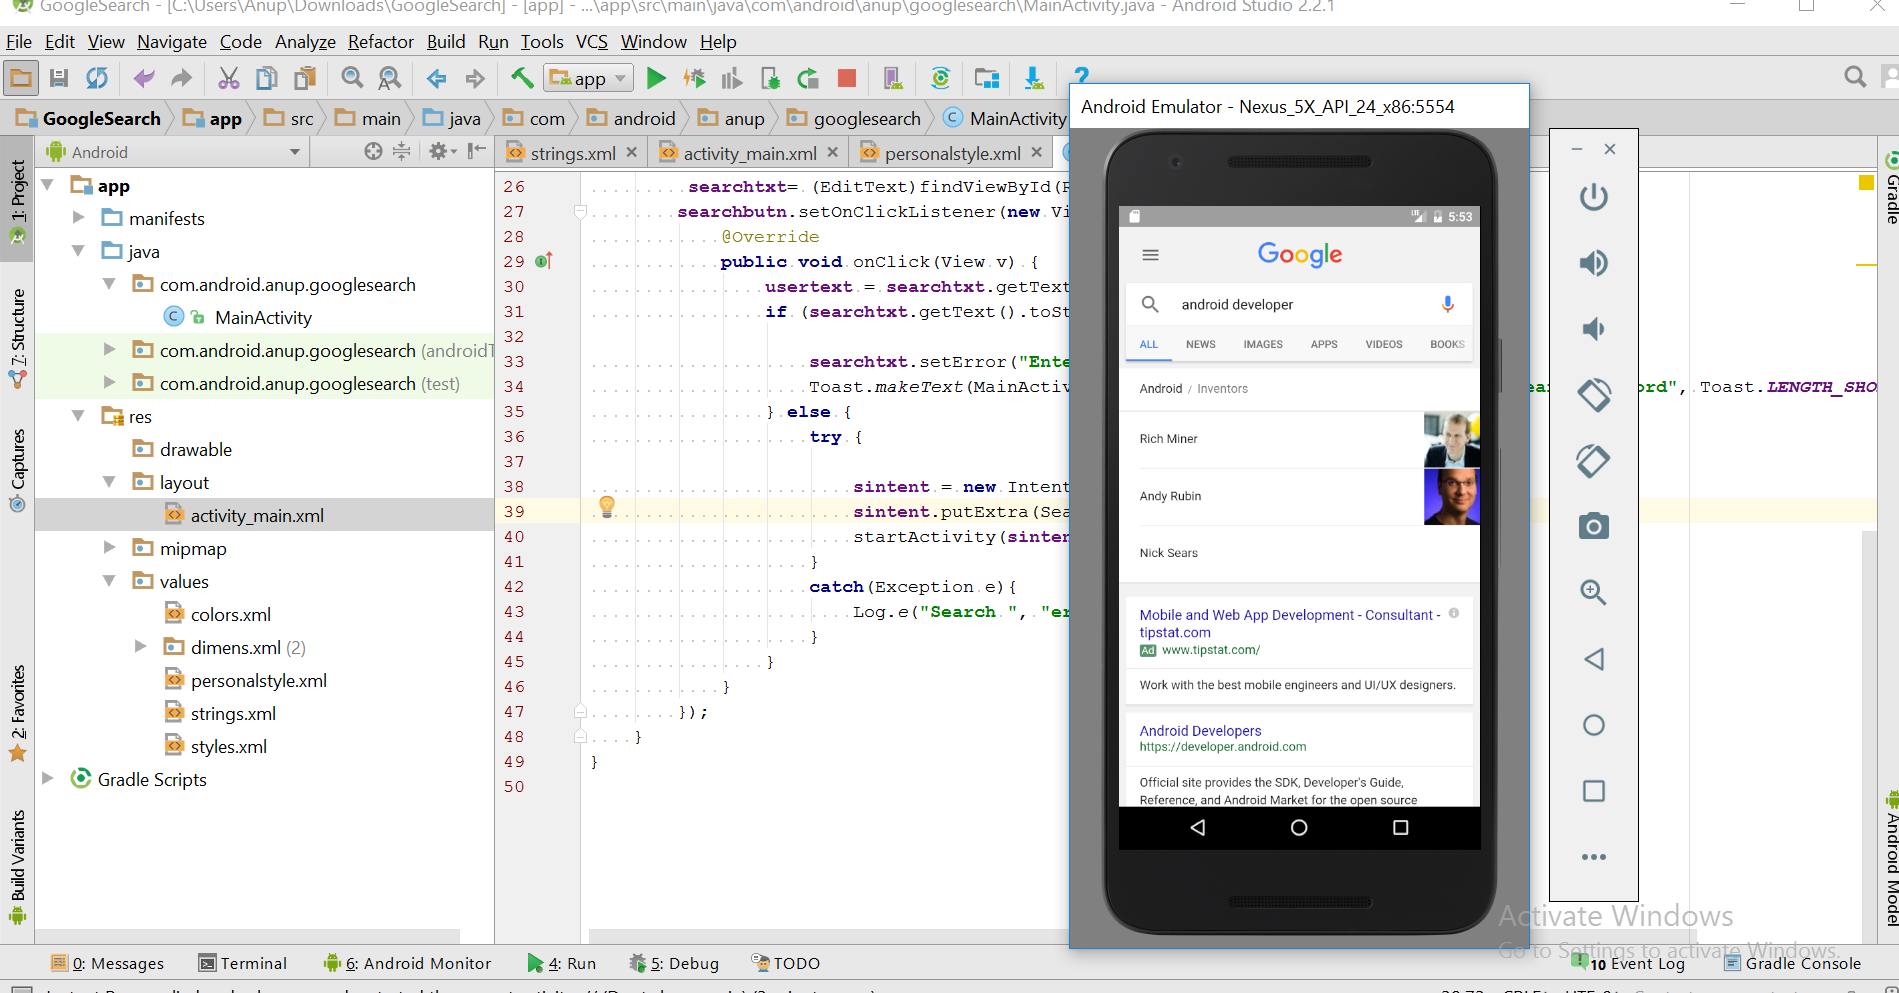 GoogleSearch - [C:\Users\Anup\Downloads\GoogleSearch] - [app] - ...\app\src\main\java\com\android\anup\googlesearch\MainActivity.java - Android Studio 2.2.1
File Edit View Navigate Code Analyze Refactor Build Run Tools VCS Window Help
app
GoogleSearch app src main java com android anup googlesearch MainActivity
Android
strings.xml activity_main.xml personalstyle.xml
1: Project
7: Structure
Captures
2: Favorites
Build Variants
app
manifests
java
com.android.anup.googlesearch
MainActivity
com.android.anup.googlesearch (androidT
com.android.anup.googlesearch (test)
res
drawable
layout
activity_main.xml
mipmap
values
colors.xml
dimens.xml (2)
personalstyle.xml
strings.xml
styles.xml
Gradle Scripts
26 searchtxt= (EditText)findViewById(R
27 searchbutn.setOnClickListener(new Vi
28 @Override
29 public void onClick(View v) {
30 usertext = searchtxt.getText
31 if (searchtxt.getText().toSt
32
33 searchtxt.setError("Ente
34 Toast.makeText(MainActiv ord", Toast.LENGTH_SHO
35 } else {
36 try {
37
38 sintent = new Intent
39 sintent.putExtra(Sea
40 startActivity(sinten
41 }
42 catch(Exception e){
43 Log.e("Search ", "er
44 }
45 }
46 }
47 });
48 }
49 }
50
Android Emulator - Nexus_5X_API_24_x86:5554
LTE 5:53
Google
android developer
ALL NEWS IMAGES APPS VIDEOS BOOKS
Android / Inventors
Rich Miner
Andy Rubin
Nick Sears
Mobile and Web App Development - Consultant -
tipstat.com
Ad www.tipstat.com/
Work with the best mobile engineers and UI/UX designers.
Android Developers
https://developer.android.com
Official site provides the SDK, Developer's Guide,
Reference, and Android Market for the open source
Gradle
Android Model
Activate Windows
Go to Settings to activate Windows.
0: Messages Terminal 6: Android Monitor 4: Run 5: Debug TODO 10 Event Log Gradle Console